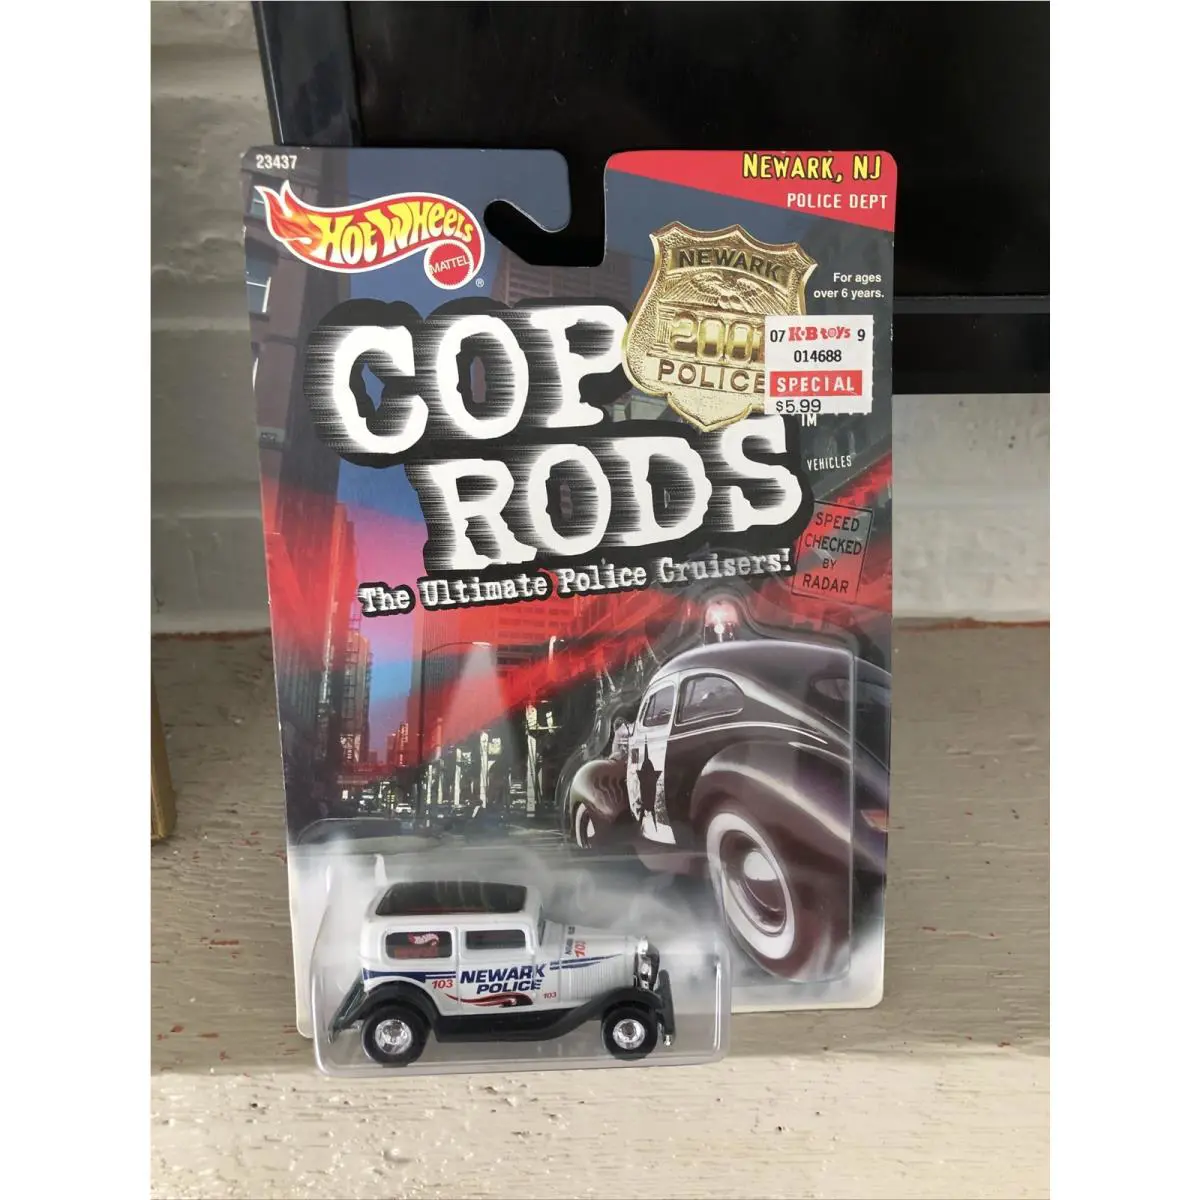 23437
HOT WHEELS
MATTEL
®
NEWARK, NJ
POLICE DEPT
NEWARK
POLICE
For ages
over 6 years.
07 K·B toys 9
014688
SPECIAL
$5.99
COP
RODS
TM
VEHICLES
The Ultimate Police Cruisers!
SPEED
CHECKED
BY
RADAR
103
NEWARK
POLICE
103
103